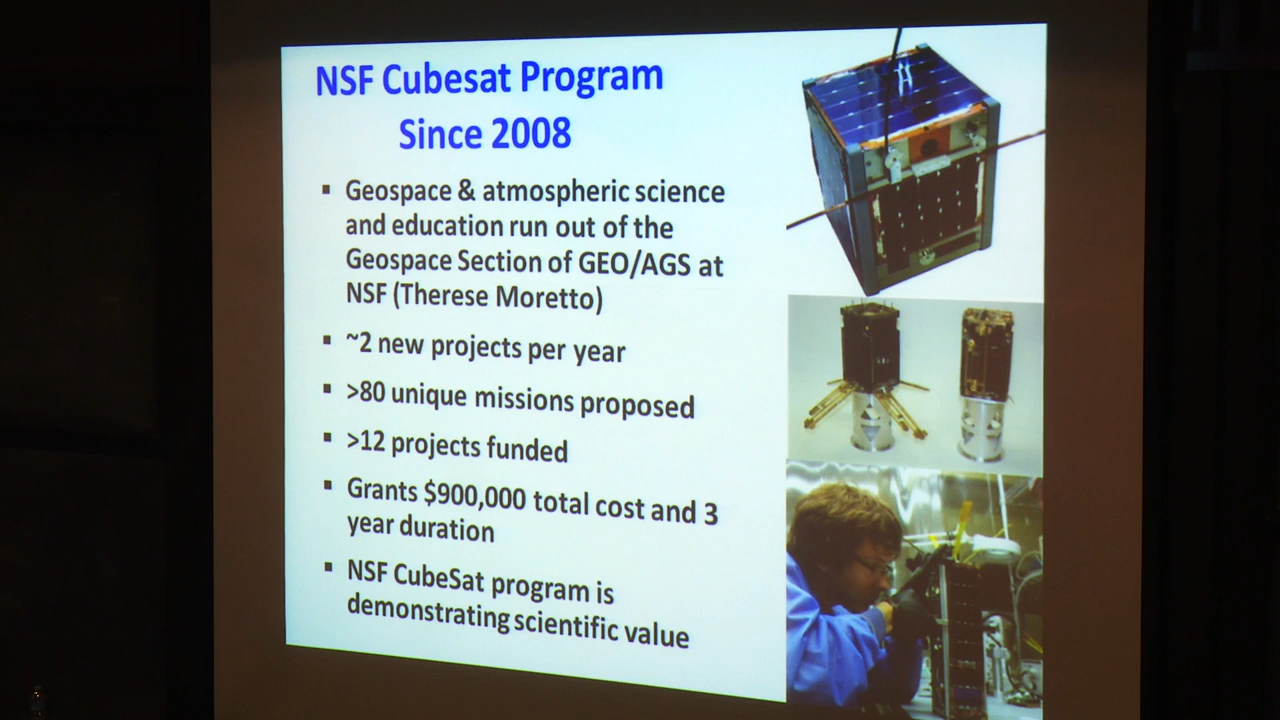 NSF Cubesat Program
Since 2008
▪ Geospace & atmospheric science
and education run out of the
Geospace Section of GEO/AGS at
NSF (Therese Moretto)
▪ ~2 new projects per year
▪ >80 unique missions proposed
▪ >12 projects funded
▪ Grants $900,000 total cost and 3
year duration
▪ NSF CubeSat program is
demonstrating scientific value